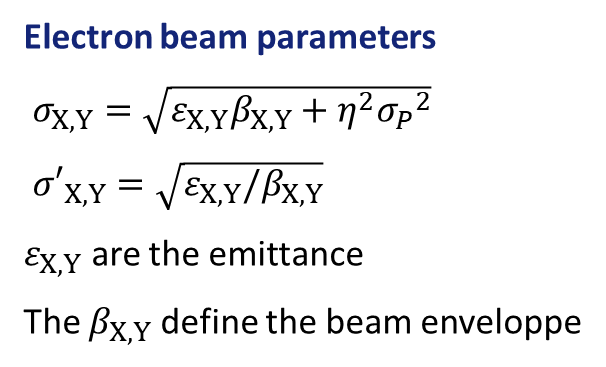 Electron beam parameters
σX,Y = √εX,YβX,Y + η²σP²
σ′X,Y = √εX,Y/βX,Y
εX,Y are the emittance
The βX,Y define the beam enveloppe